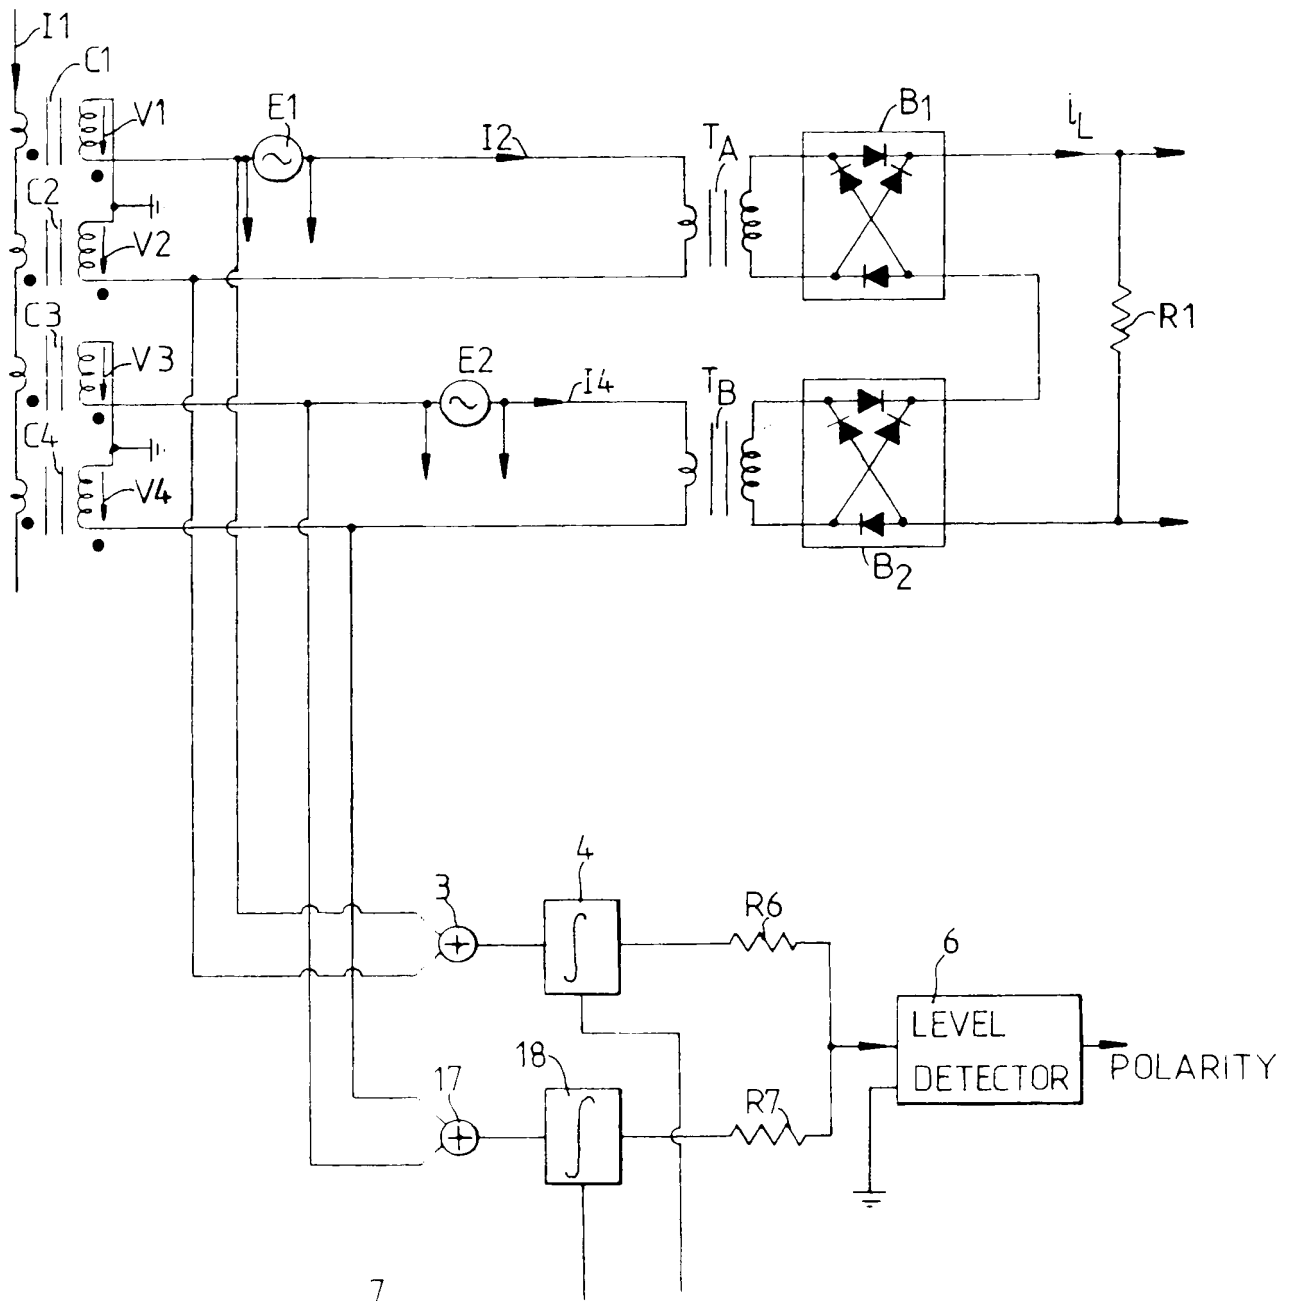 I1
C1
V1
E1
I2
TA
B1
iL
C2
V2
C3
V3
E2
I4
TB
R1
C4
V4
B2
4
3
R6
6
LEVEL
DETECTOR
POLARITY
18
17
R7
7